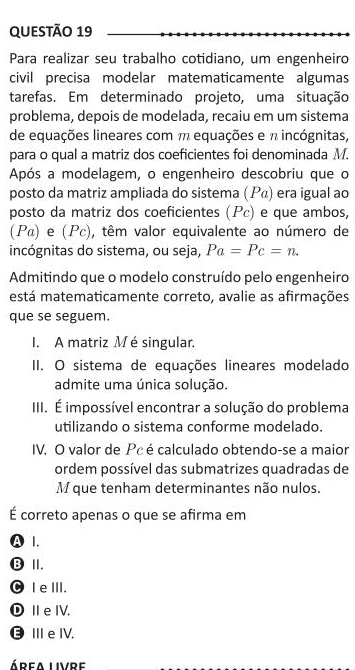 QUESTÃO 19
Para realizar seu trabalho cotidiano, um engenheiro
civil precisa modelar matematicamente algumas
tarefas. Em determinado projeto, uma situação
problema, depois de modelada, recaiu em um sistema
de equações lineares com m equações e n incógnitas,
para o qual a matriz dos coeficientes foi denominada M.
Após a modelagem, o engenheiro descobriu que o
posto da matriz ampliada do sistema (Pa) era igual ao
posto da matriz dos coeficientes (Pc) e que ambos,
(Pa) e (Pc), têm valor equivalente ao número de
incógnitas do sistema, ou seja, Pa = Pc = n.
Admitindo que o modelo construído pelo engenheiro
está matematicamente correto, avalie as afirmações
que se seguem.
I. A matriz M é singular.
II. O sistema de equações lineares modelado
admite uma única solução.
III. É impossível encontrar a solução do problema
utilizando o sistema conforme modelado.
IV. O valor de Pc é calculado obtendo-se a maior
ordem possível das submatrizes quadradas de
M que tenham determinantes não nulos.
É correto apenas o que se afirma em
A I.
B II.
C I e III.
D II e IV.
E III e IV.
ÁREA LIVRE